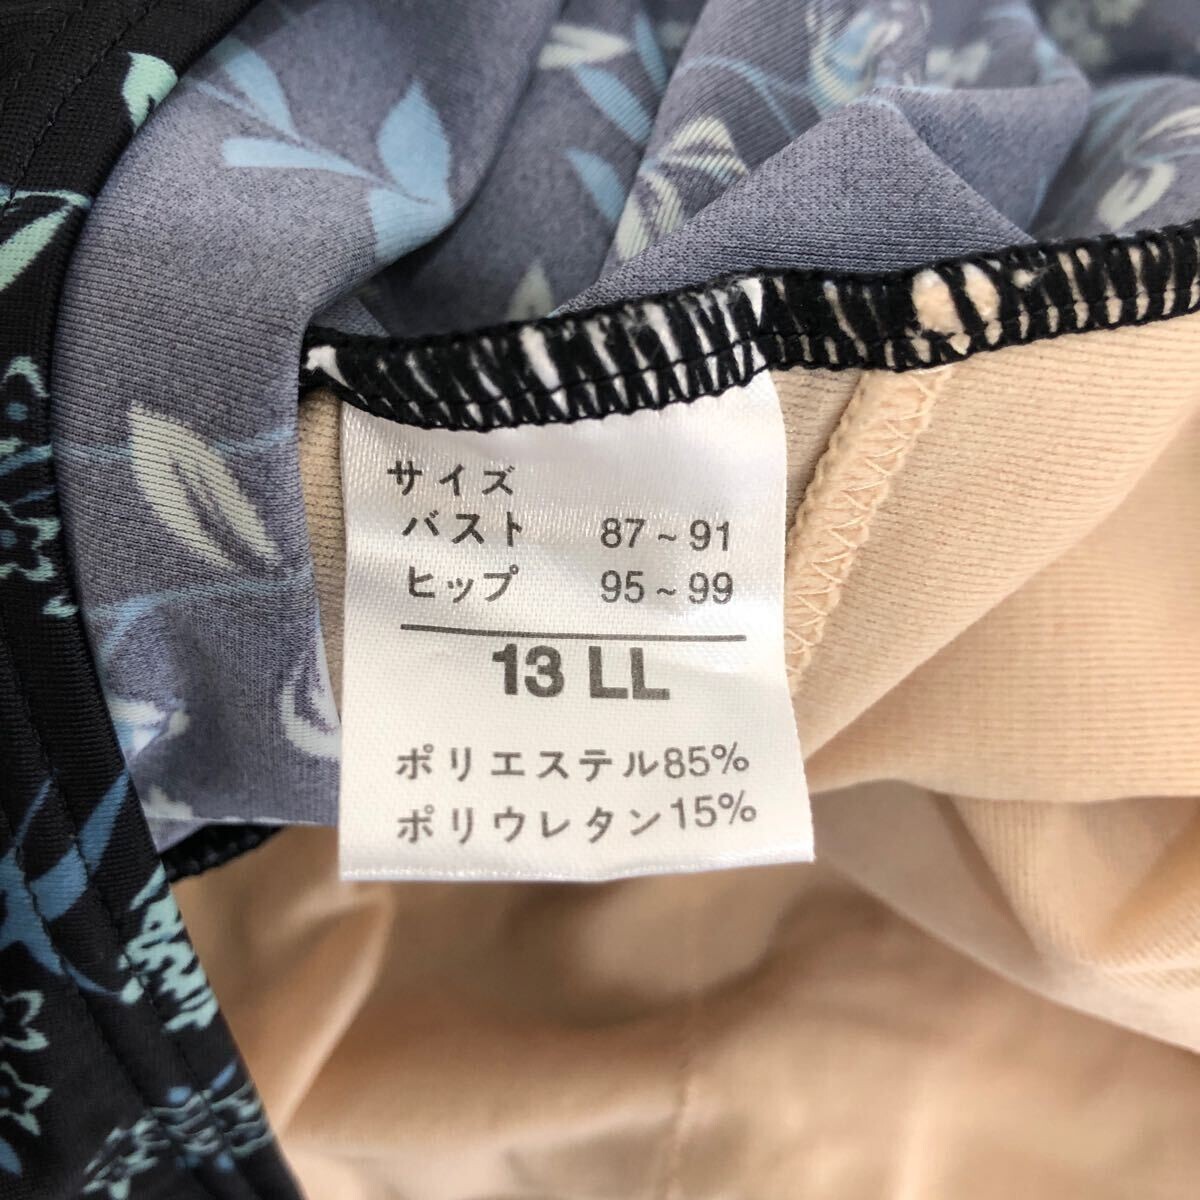 サイズ
バスト 87~91
ヒップ 95~99
13 LL
ポリエステル85%
ポリウレタン15%